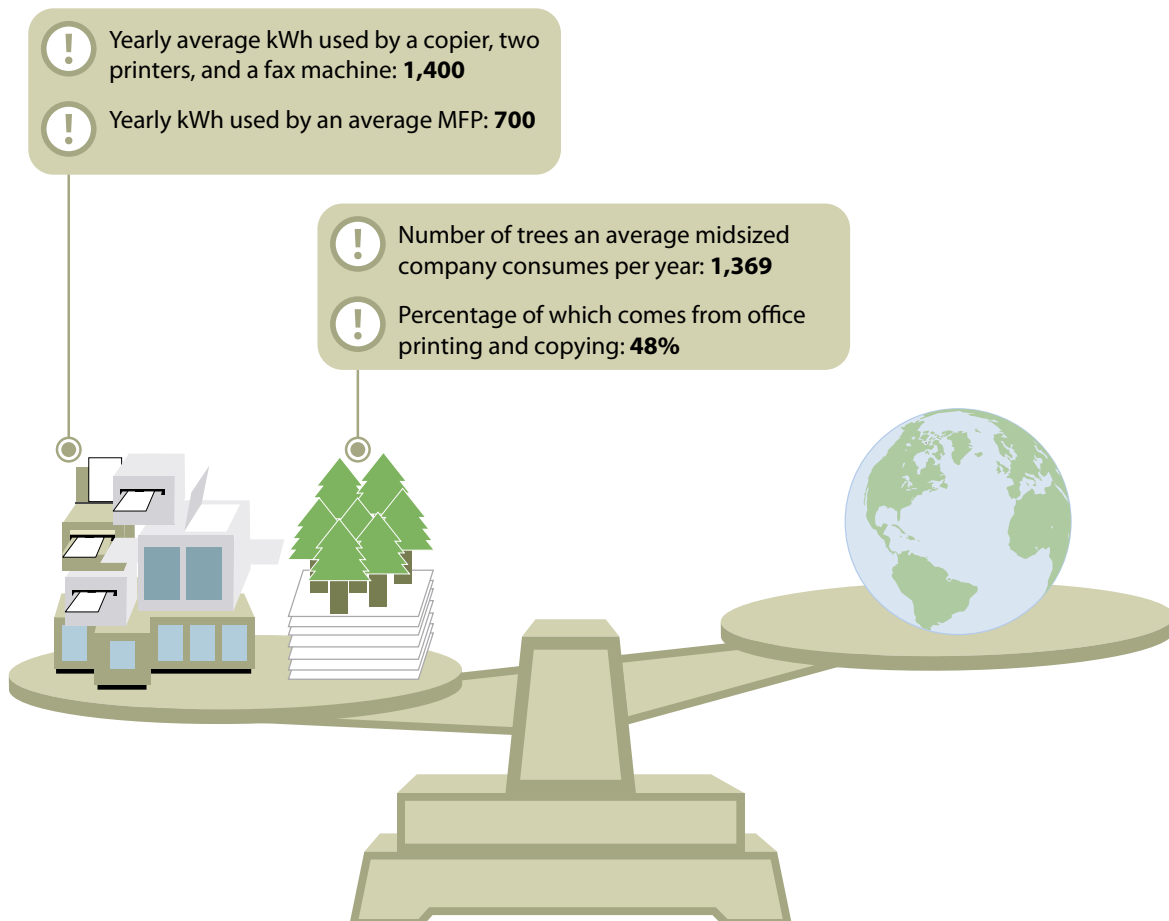 ! Yearly average kWh used by a copier, two
printers, and a fax machine: 1,400
! Yearly kWh used by an average MFP: 700
! Number of trees an average midsized
company consumes per year: 1,369
! Percentage of which comes from office
printing and copying: 48%